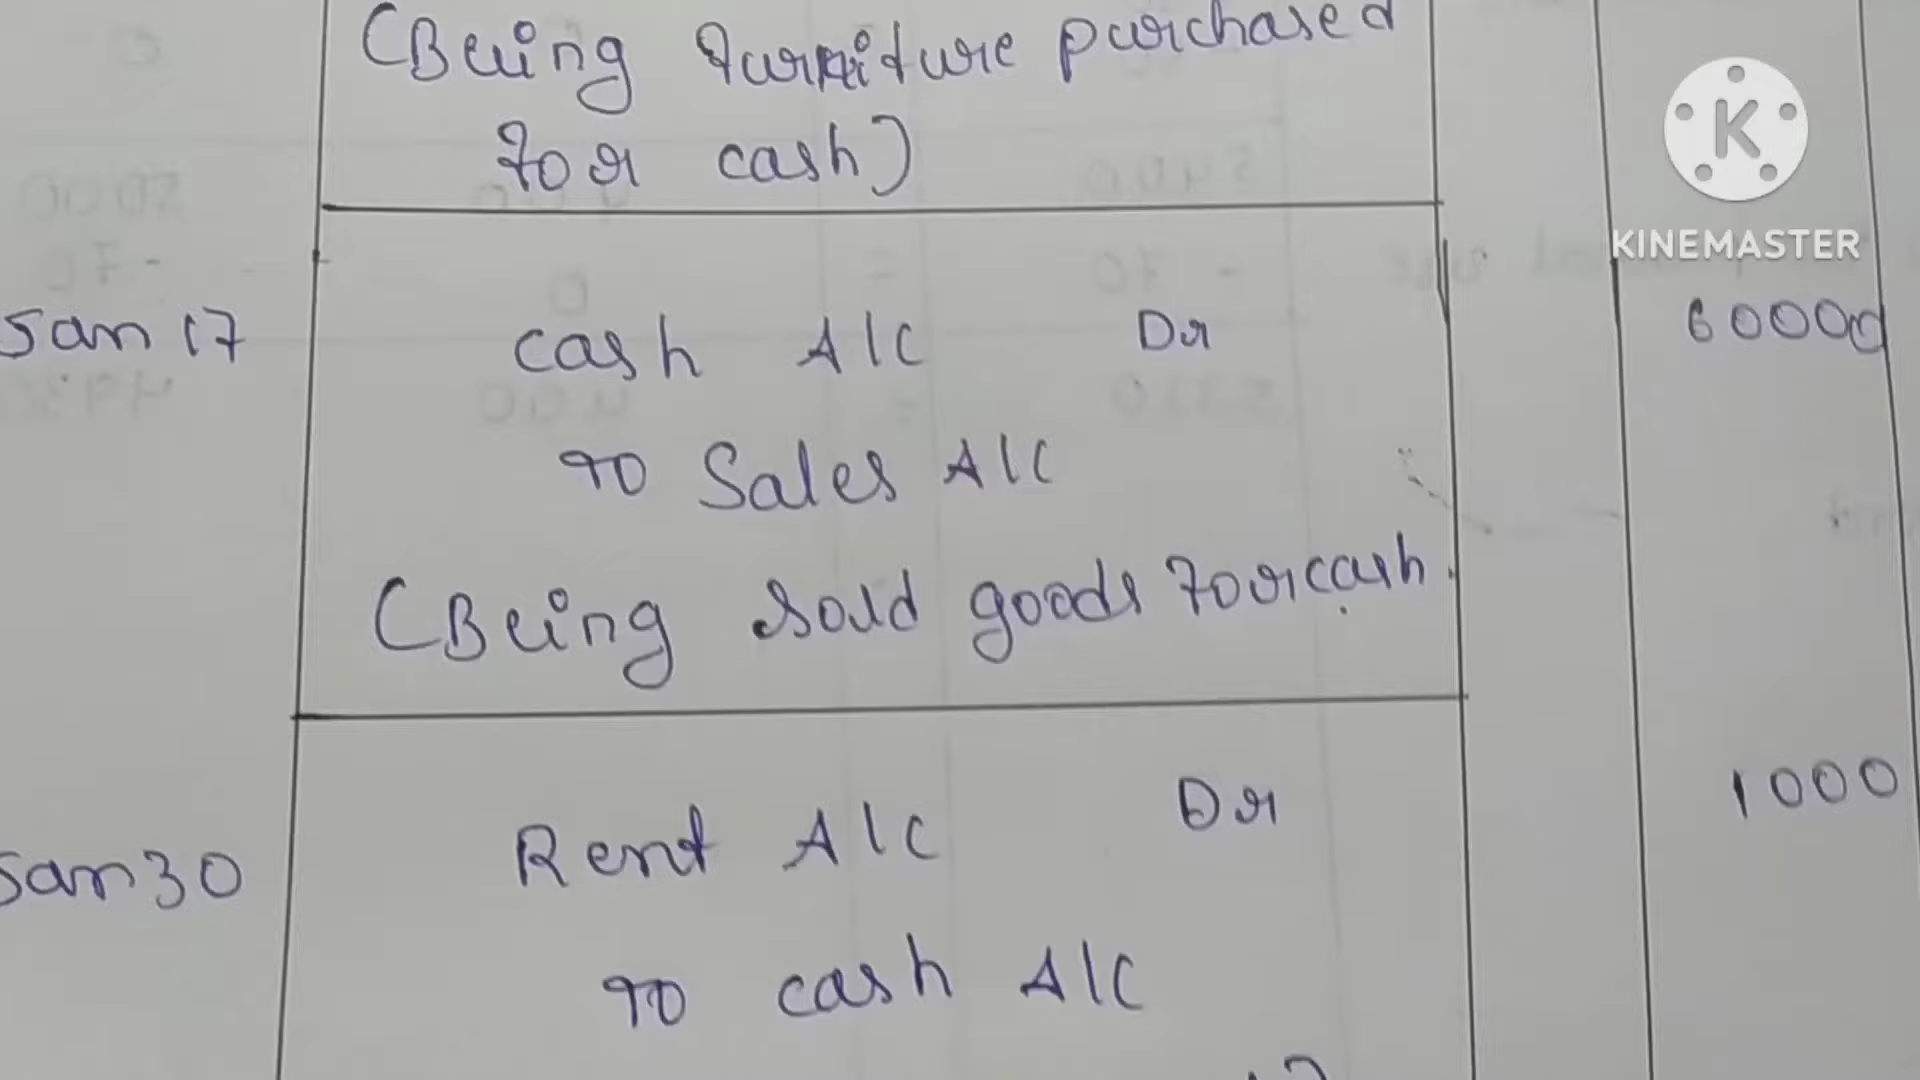 (Being furniture purchased
for cash)
K
KINEMASTER
Jan 17 cash A/C Dr 60000
To Sales A/C
(Being sold goods for cash.
Jan 30 Rent A/C Dr 1000
To cash A/C